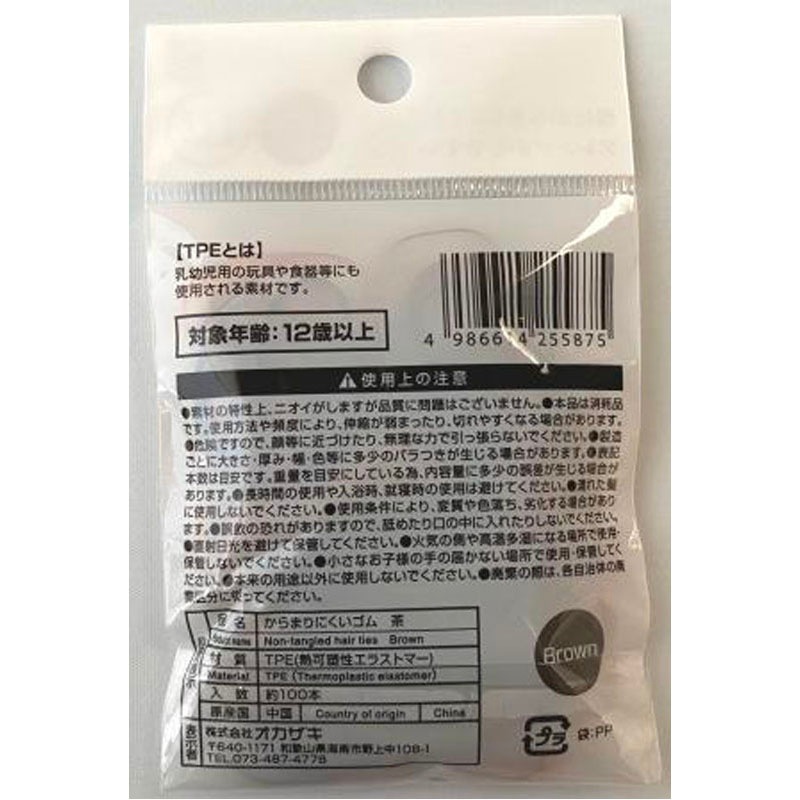 【TPEとは】
乳幼児用の玩具や食器等にも
使用される素材です。
対象年齢：12歳以上
4 986614 255875
使用上の注意
●素材の特性上、ニオイがしますが品質に問題はございません。●本品は消耗品
です。使用方法や頻度により、伸縮が弱まったり、切れやすくなる場合があります。
●危険ですので、顔等に近づけたり、無理な力で引っ張らないでください。●製造
ごとに大きさ・厚み・幅・色等に多少のバラつきが生じる場合があります。●表記
本数は目安です。重量を目安にしている為、内容量に多少の誤差が生じる場合が
あります。●長時間の使用や入浴時、就寝時の使用は避けてください。●濡れた髪
に使用しないでください。●使用条件により、変質や色落ち、劣化する場合があり
ます。●誤飲の恐れがありますので、舐めたり口の中に入れたりしないでください。
●直射日光を避けて保管してください。●火気の側や高温多湿になる場所で使用・
保管しないでください。●小さなお子様の手の届かない場所で使用・保管してく
ださい。●本来の用途以外に使用しないでください。●廃棄の際は、各自治体の廃
棄区分に従ってください。
品 名 からまりにくいゴム 茶
Product name Non-tangled hair ties Brown
材 質 TPE(熱可塑性エラストマー)
Material TPE (Thermoplastic elastomer)
入 数 約100本
原産国 中国 Country of origin China
表示者 株式会社オカザキ
〒640-1171 和歌山県海南市野上中108-1
TEL.073-487-4778
Brown
プラ 袋:PP